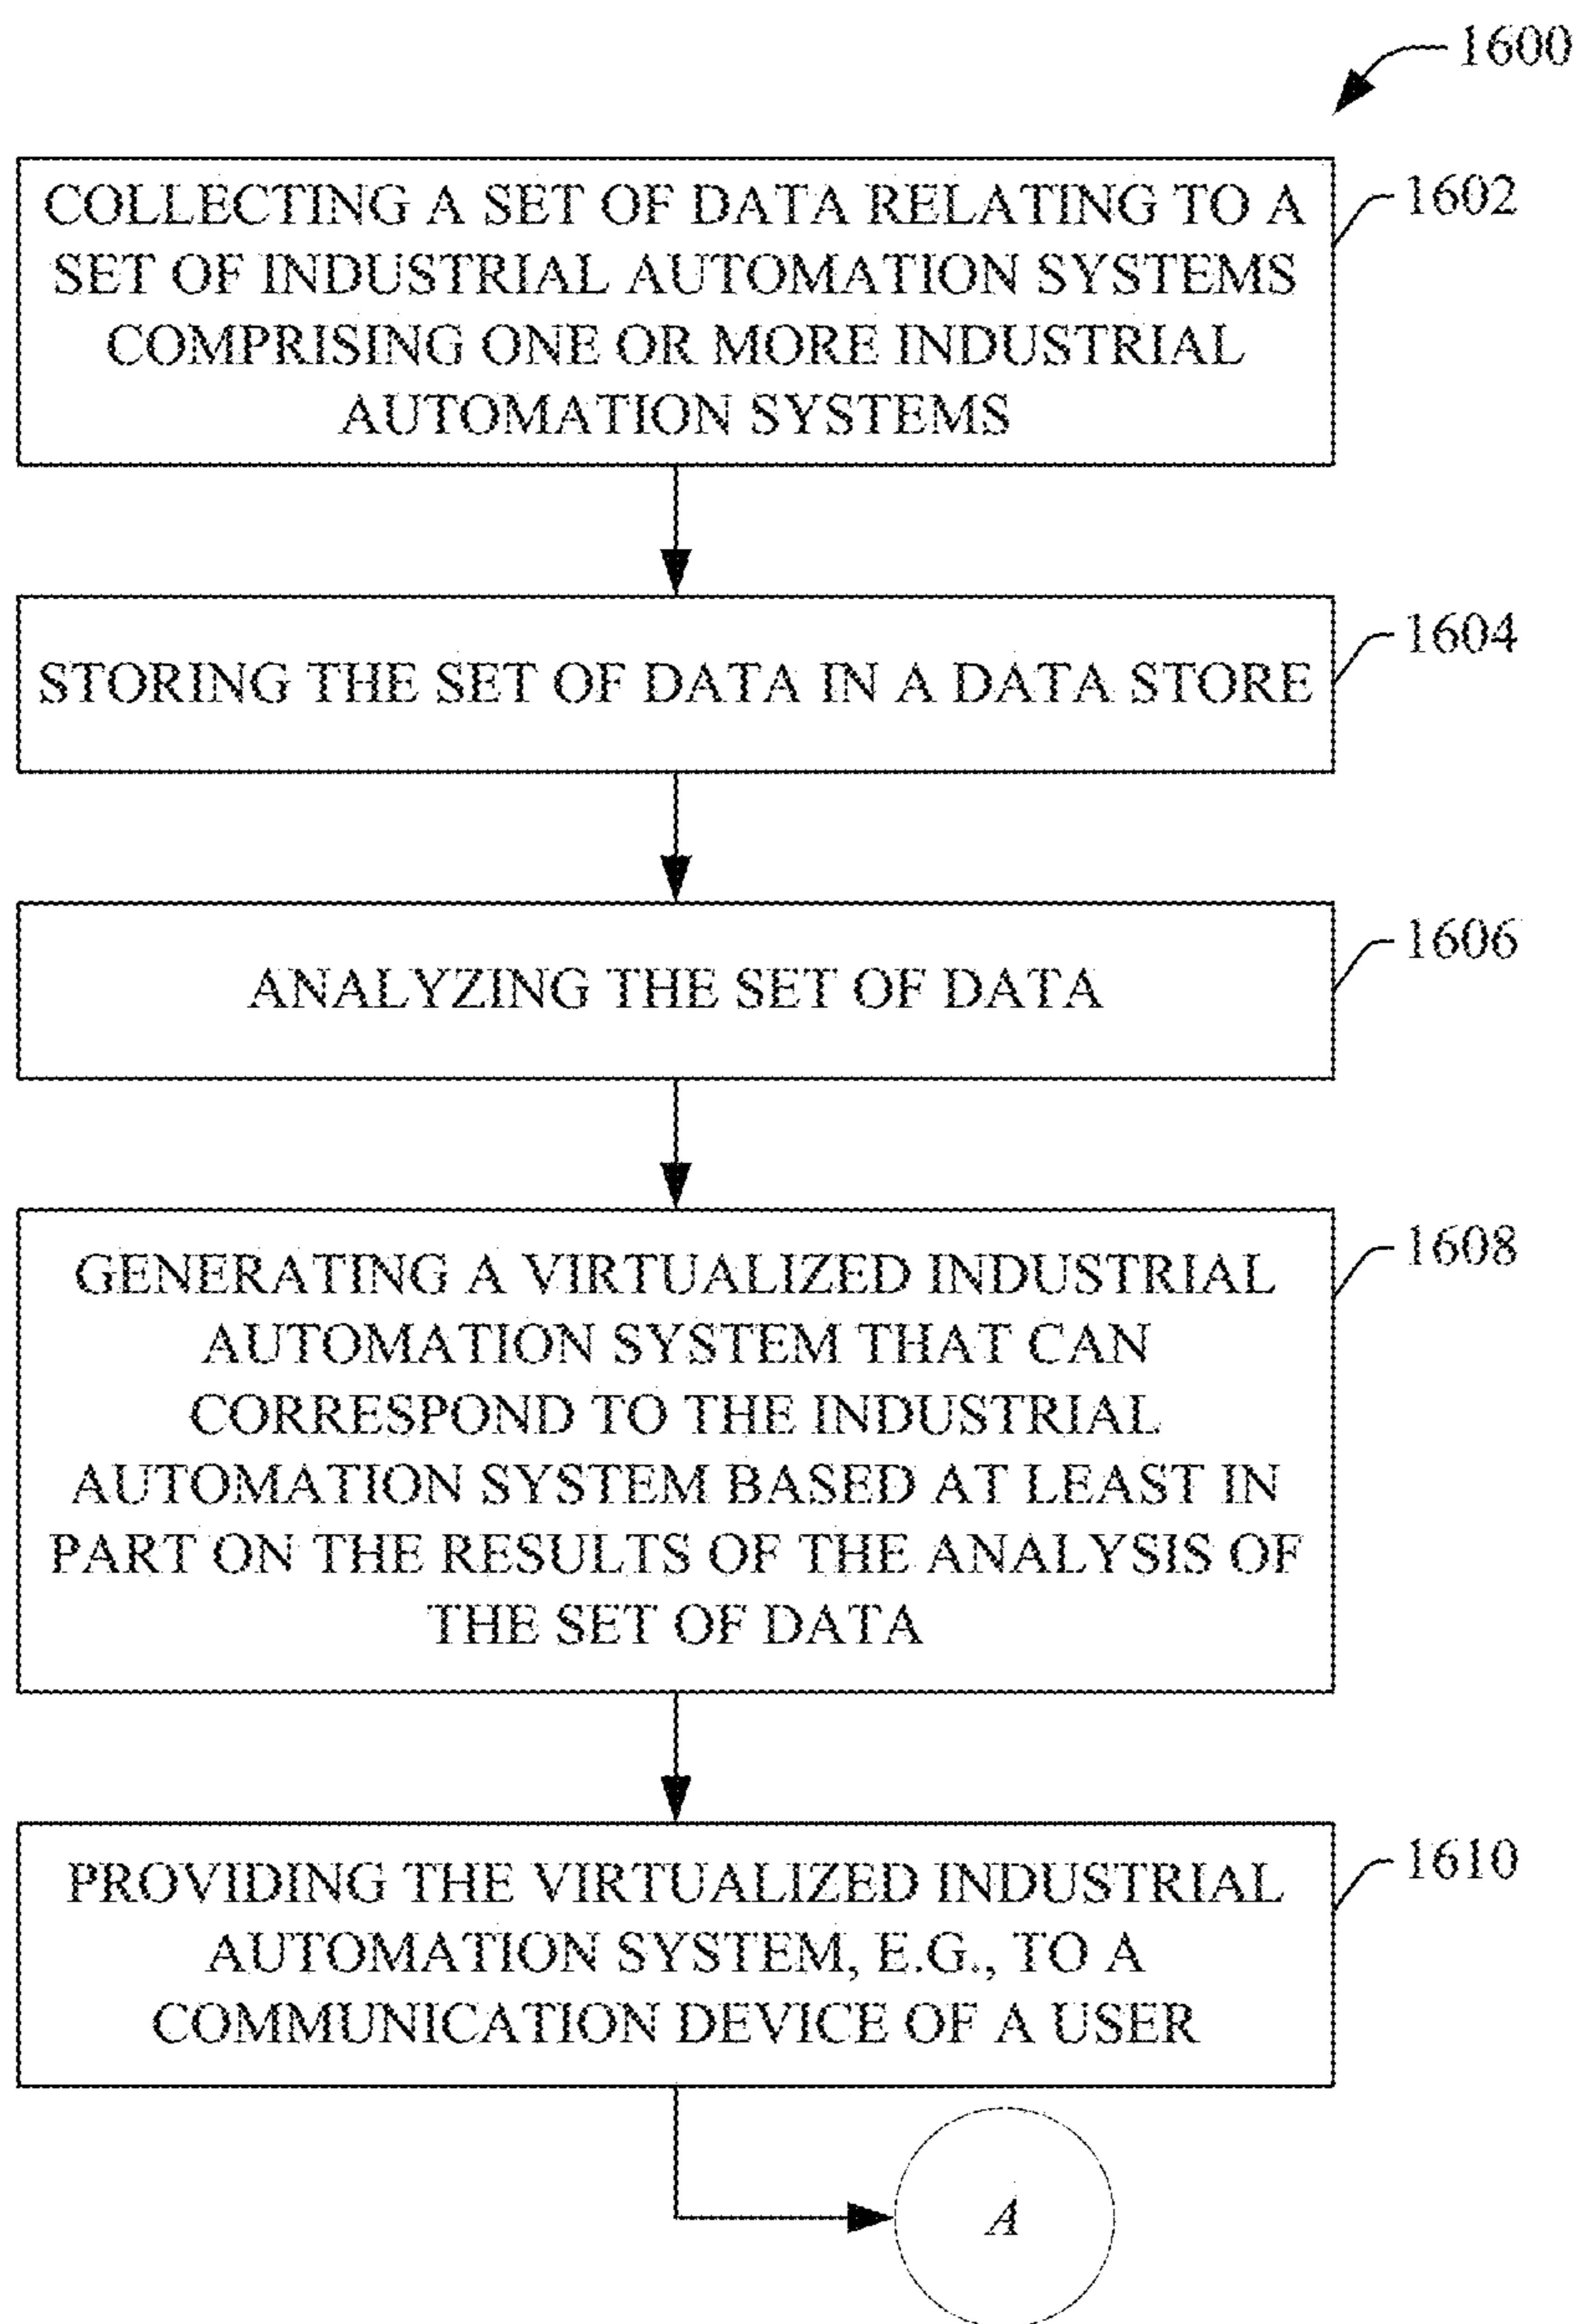 1600
COLLECTING A SET OF DATA RELATING TO A
SET OF INDUSTRIAL AUTOMATION SYSTEMS
COMPRISING ONE OR MORE INDUSTRIAL
AUTOMATION SYSTEMS
1602
STORING THE SET OF DATA IN A DATA STORE
1604
ANALYZING THE SET OF DATA
1606
GENERATING A VIRTUALIZED INDUSTRIAL
AUTOMATION SYSTEM THAT CAN
CORRESPOND TO THE INDUSTRIAL
AUTOMATION SYSTEM BASED AT LEAST IN
PART ON THE RESULTS OF THE ANALYSIS OF
THE SET OF DATA
1608
PROVIDING THE VIRTUALIZED INDUSTRIAL
AUTOMATION SYSTEM, E.G., TO A
COMMUNICATION DEVICE OF A USER
1610
A